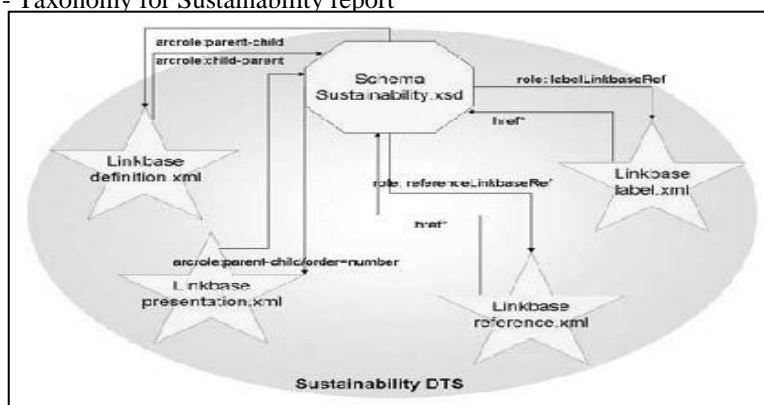 - Taxonomy for Sustainability report
arcrole:parent-child
arcrole:child-parent
Schema
Sustainability.xsd
role: labelLinkbaseRef
href*
Linkbase
definition.xml
Linkbase
label.xml
role: referenceLinkbaseRef
href*
arcrole:parent-child/order=number
Linkbase
presentation.xml
Linkbase
reference.xml
Sustainability DTS